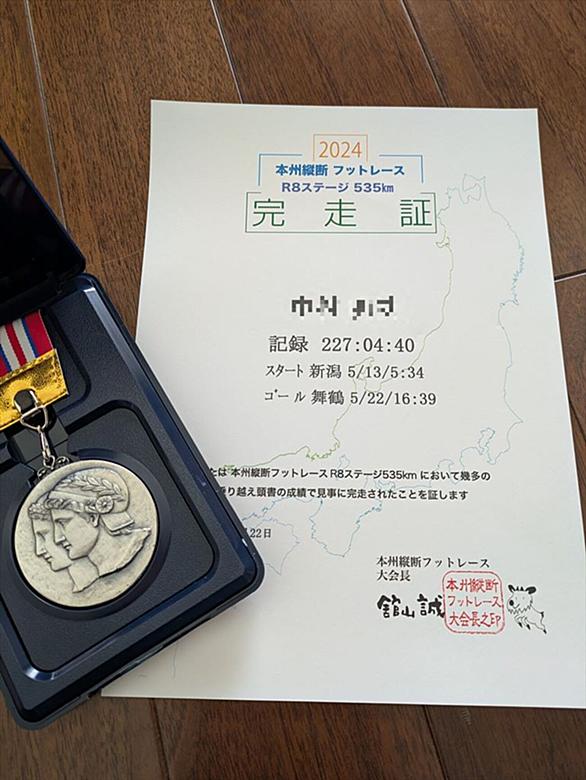 2024
本州縦断 フットレース
R8ステージ 535㎞
完走証
記録 227:04:40
スタート 新潟 5/13/5:34
ゴール 舞鶴 5/22/16:39
は 本州縦断フットレースR8ステージ535km において幾多の
り越え頭書の成績で見事に完走されたことを証します
22日
本州縦断フットレース
大会長
舘山 誠
本州縦断
フットレース
大会長之印